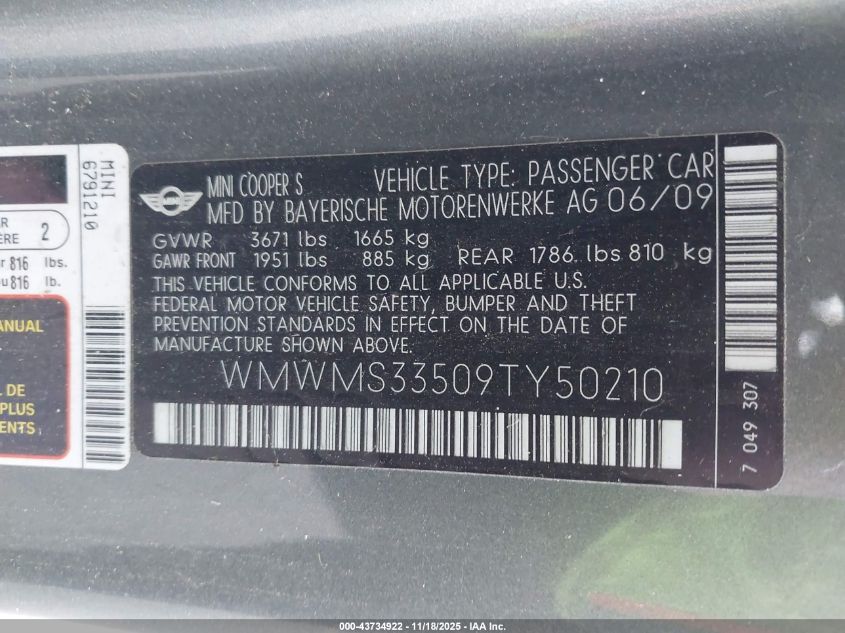 MINI COOPER S VEHICLE TYPE: PASSENGER CAR
MFD BY BAYERISCHE MOTORENWERKE AG 06/09
GVWR 3671 lbs 1665 kg
GAWR FRONT 1951 lbs 885 kg REAR 1786. lbs 810 kg
THIS VEHICLE CONFORMS TO ALL APPLICABLE U.S.
FEDERAL MOTOR VEHICLE SAFETY, BUMPER AND THEFT
PREVENTION STANDARDS IN EFFECT ON THE DATE OF
MANUFACTURE SHOWN ABOVE.
WMWMS33509TY50210
7 049 307
MINI
6791210
2
816 lbs.
816 lb.
MANUAL
DE
PLUS
000-43734922 - 11/18/2025 - IAA Inc.